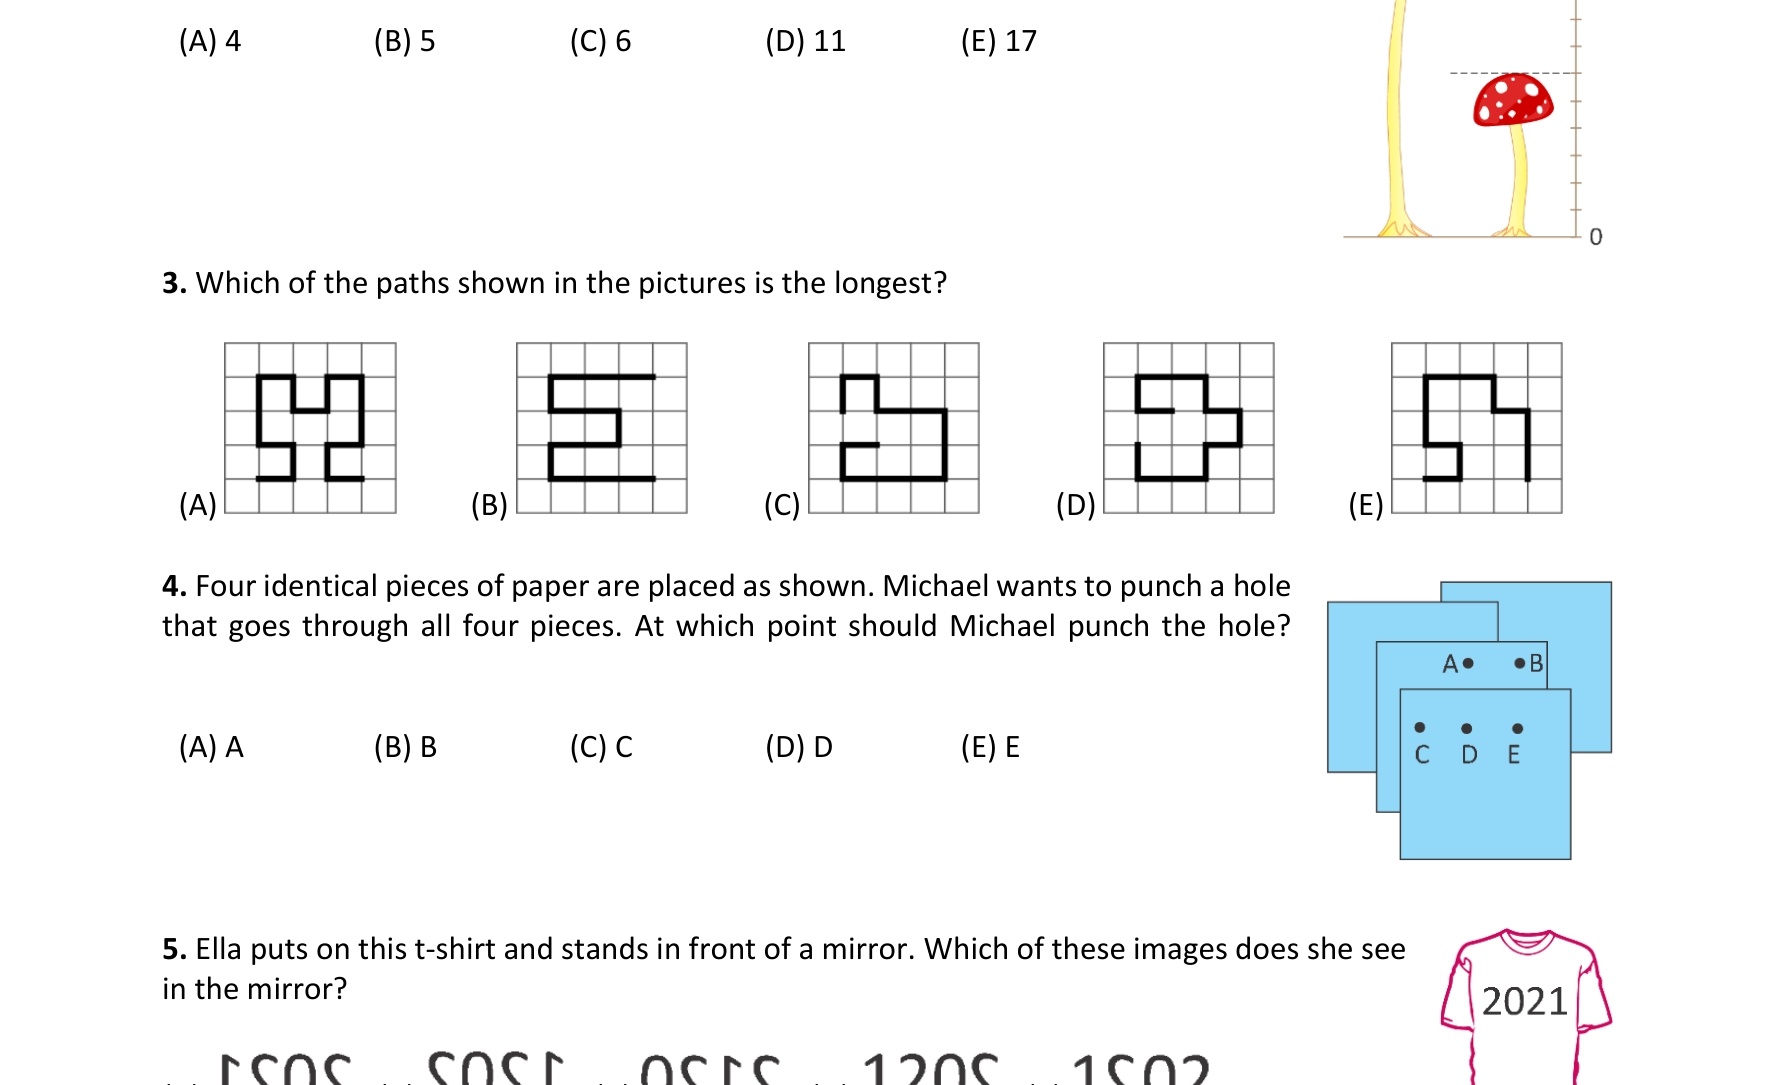 (A) 4 (B) 5 (C) 6 (D) 11 (E) 17
0
3. Which of the paths shown in the pictures is the longest?
(A) (B) (C) (D) (E)
4. Four identical pieces of paper are placed as shown. Michael wants to punch a hole
that goes through all four pieces. At which point should Michael punch the hole?
A B
C D E
(A) A (B) B (C) C (D) D (E) E
5. Ella puts on this t-shirt and stands in front of a mirror. Which of these images does she see
in the mirror?
2021